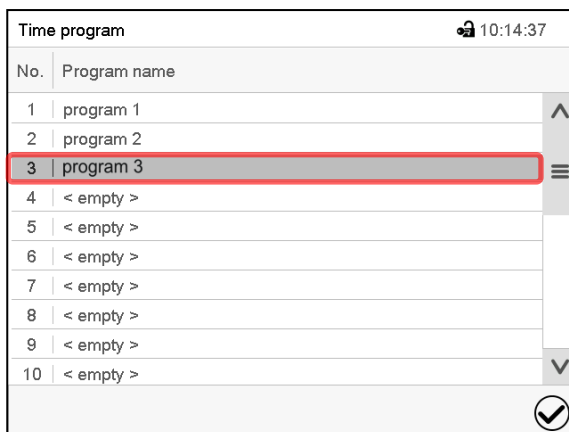 Time program 10:14:37
No. Program name
1 program 1
2 program 2
3 program 3
4 < empty >
5 < empty >
6 < empty >
7 < empty >
8 < empty >
9 < empty >
10 < empty >